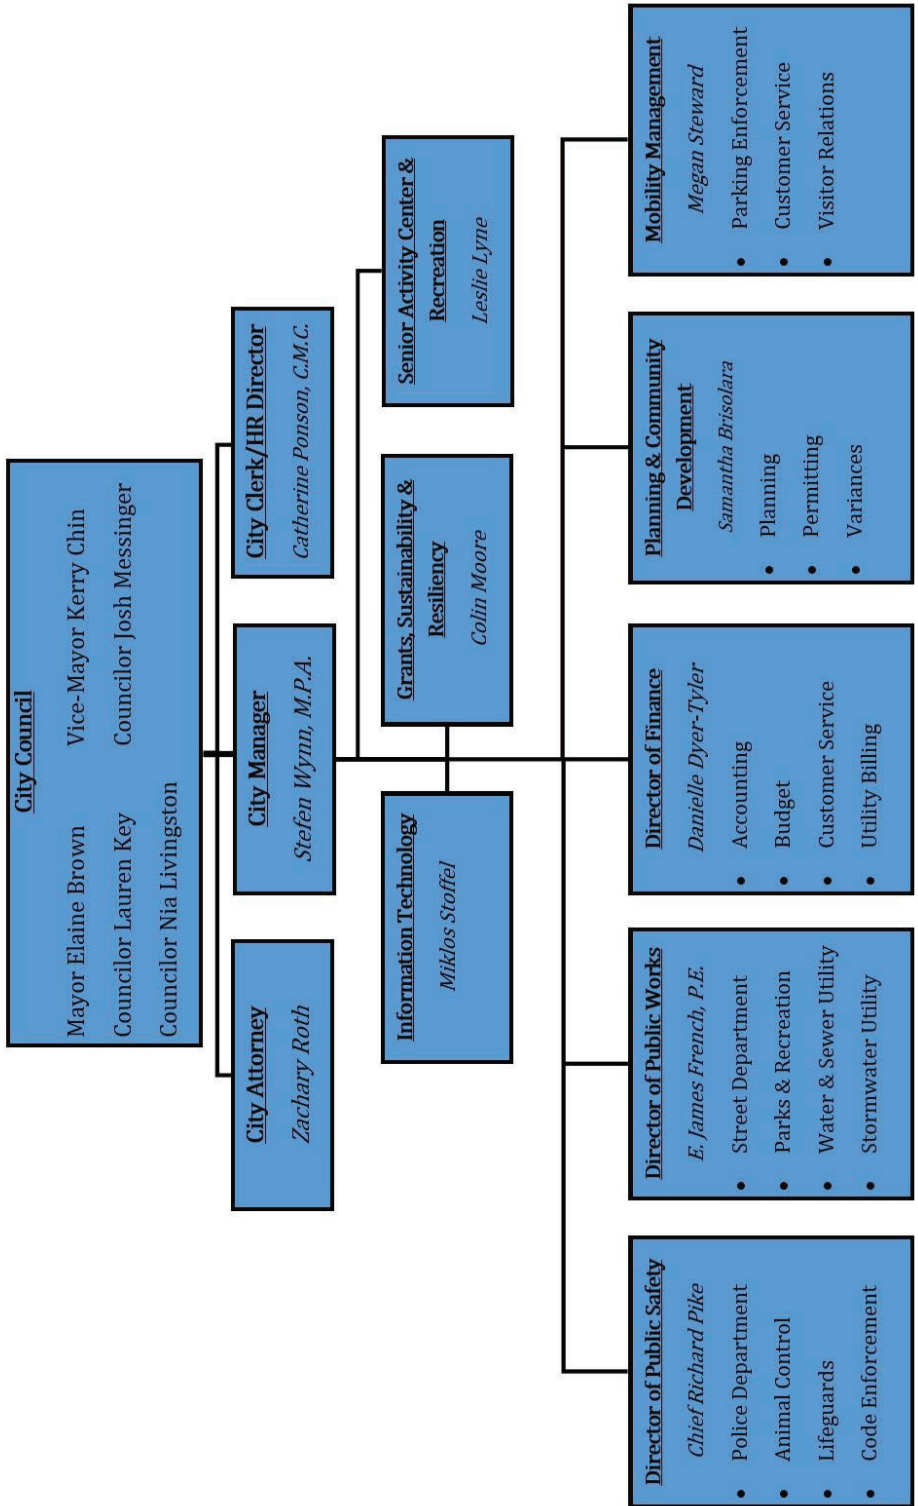 City Council
Mayor Elaine Brown Vice-Mayor Kerry Chin
Councilor Lauren Key Councilor Josh Messinger
Councilor Nia Livingston
City Attorney
Zachary Roth
City Manager
Stefen Wynn, M.P.A.
City Clerk/HR Director
Catherine Ponson, C.M.C.
Information Technology
Miklos Stoffel
Grants, Sustainability &
Resiliency
Colin Moore
Senior Activity Center &
Recreation
Leslie Lyne
Director of Public Safety
Chief Richard Pike
• Police Department
• Animal Control
• Lifeguards
• Code Enforcement
Director of Public Works
E. James French, P.E.
• Street Department
• Parks & Recreation
• Water & Sewer Utility
• Stormwater Utility
Director of Finance
Danielle Dyer-Tyler
• Accounting
• Budget
• Customer Service
• Utility Billing
Planning & Community
Development
Samantha Brisolara
• Planning
• Permitting
• Variances
Mobility Management
Megan Steward
• Parking Enforcement
• Customer Service
• Visitor Relations